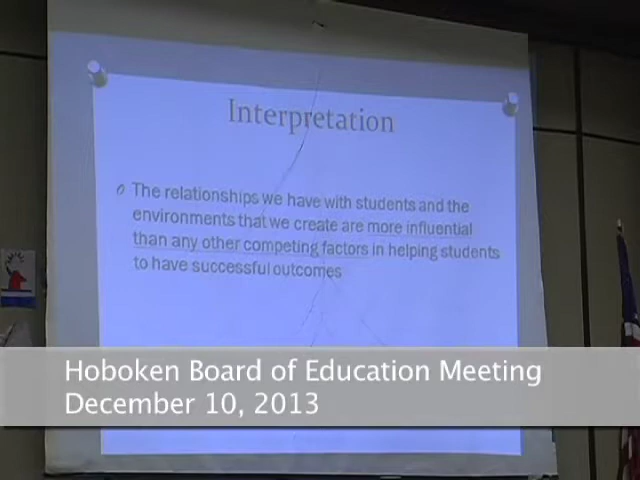 Interpretation
The relationships we have with students and the
environments that we create are more influential
than any other competing factors in helping students
to have successful outcomes
Hoboken Board of Education Meeting
December 10, 2013